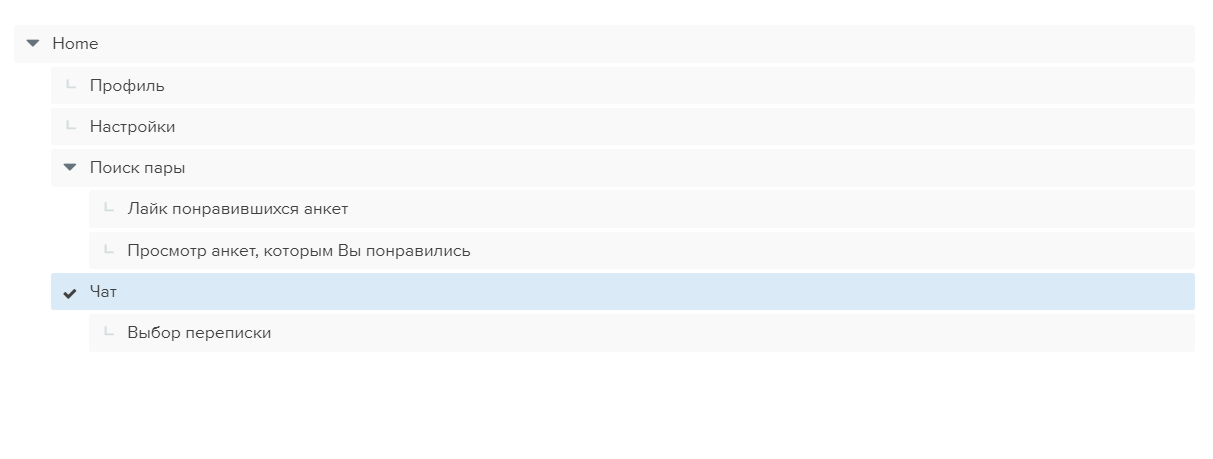 Home
Профиль
Настройки
Поиск пары
Лайк понравившихся анкет
Просмотр анкет, которым Вы понравились
Чат
Выбор переписки